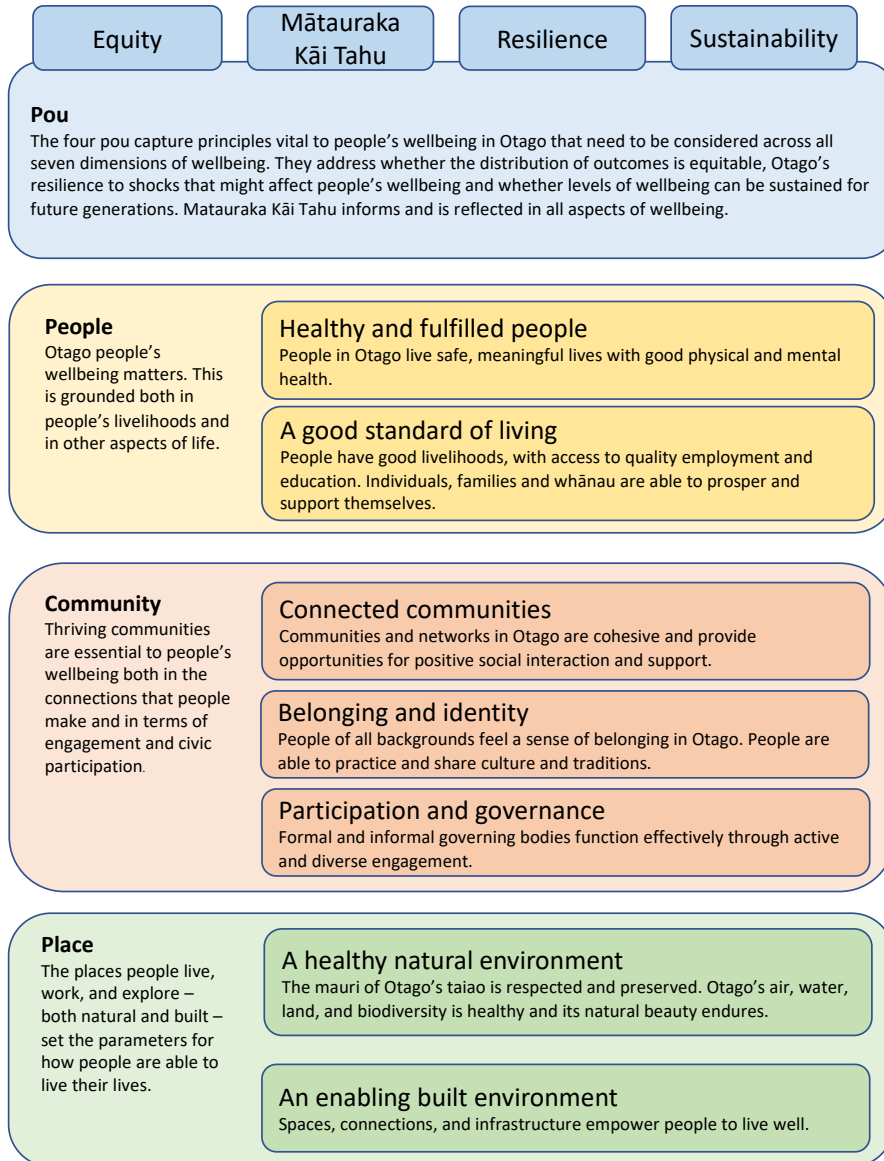 Equity
Mātauraka
Kāi Tahu
Resilience
Sustainability
Pou
The four pou capture principles vital to people’s wellbeing in Otago that need to be considered across all
seven dimensions of wellbeing. They address whether the distribution of outcomes is equitable, Otago’s
resilience to shocks that might affect people’s wellbeing and whether levels of wellbeing can be sustained for
future generations. Matauraka Kāi Tahu informs and is reflected in all aspects of wellbeing.
People
Otago people’s
wellbeing matters. This
is grounded both in
people’s livelihoods and
in other aspects of life.
Healthy and fulfilled people
People in Otago live safe, meaningful lives with good physical and mental
health.
A good standard of living
People have good livelihoods, with access to quality employment and
education. Individuals, families and whānau are able to prosper and
support themselves.
Community
Thriving communities
are essential to people’s
wellbeing both in the
connections that people
make and in terms of
engagement and civic
participation.
Connected communities
Communities and networks in Otago are cohesive and provide
opportunities for positive social interaction and support.
Belonging and identity
People of all backgrounds feel a sense of belonging in Otago. People are
able to practice and share culture and traditions.
Participation and governance
Formal and informal governing bodies function effectively through active
and diverse engagement.
Place
The places people live,
work, and explore –
both natural and built –
set the parameters for
how people are able to
live their lives.
A healthy natural environment
The mauri of Otago’s taiao is respected and preserved. Otago’s air, water,
land, and biodiversity is healthy and its natural beauty endures.
An enabling built environment
Spaces, connections, and infrastructure empower people to live well.